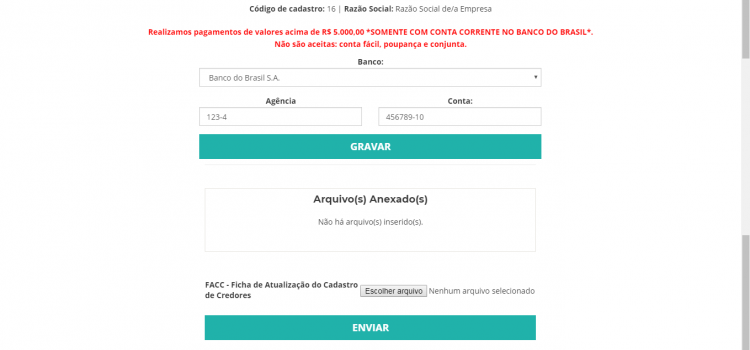 Código de cadastro: 16 | Razão Social: Razão Social de/a Empresa
Realizamos pagamentos de valores acima de R$ 5.000,00 *SOMENTE COM CONTA CORRENTE NO BANCO DO BRASIL*.
Não são aceitas: conta fácil, poupança e conjunta.
Banco:
Banco do Brasil S.A.
Agência Conta:
123-4 456789-10
GRAVAR
Arquivo(s) Anexado(s)
Não há arquivo(s) inserido(s).
FACC - Ficha de Atualização do Cadastro
de Credores
Escolher arquivo Nenhum arquivo selecionado
ENVIAR